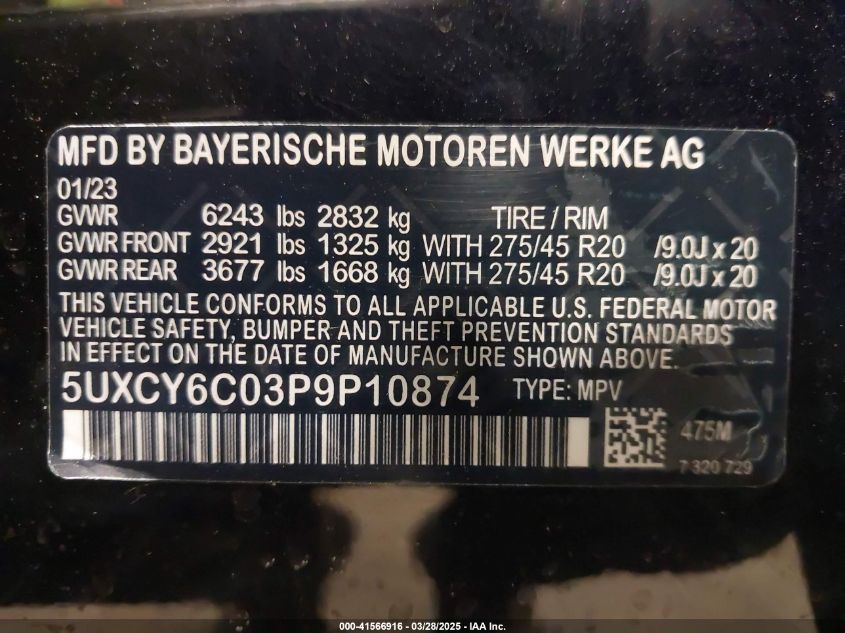 MFD BY BAYERISCHE MOTOREN WERKE AG
01/23
GVWR 6243 lbs 2832 kg TIRE / RIM
GVWR FRONT 2921 lbs 1325 kg WITH 275/45 R20 /9.0J x 20
GVWR REAR 3677 lbs 1668 kg WITH 275/45 R20 /9.0J x 20
THIS VEHICLE CONFORMS TO ALL APPLICABLE U.S. FEDERAL MOTOR
VEHICLE SAFETY, BUMPER AND THEFT PREVENTION STANDARDS
IN EFFECT ON THE DATE OF MANUFACTURE SHOWN ABOVE.
5UXCY6C03P9P10874 TYPE: MPV
475M
7 320 729
000-41566916 - 03/28/2025 - IAA Inc.